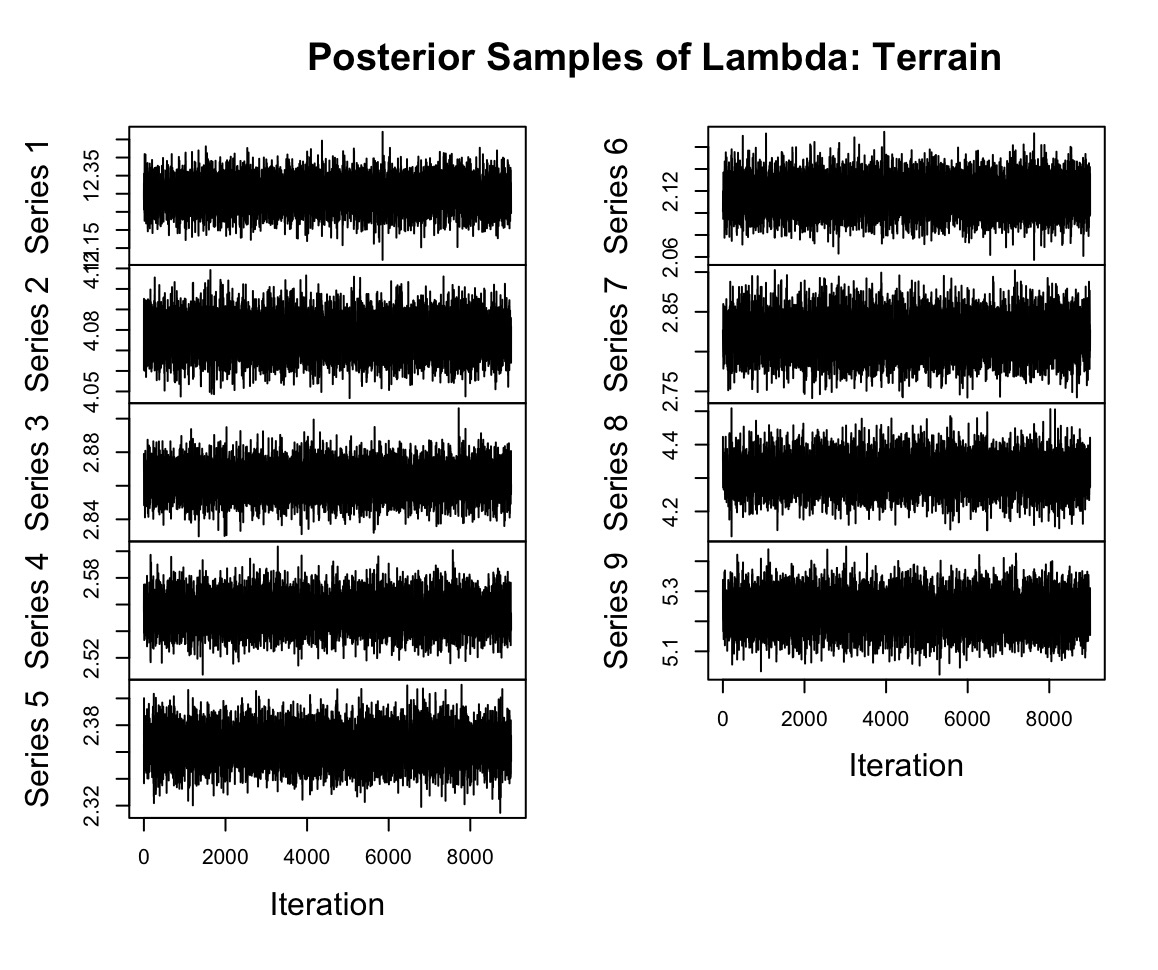 Posterior Samples of Lambda: Terrain
Series 1
12.35
12.15
Series 2
4.08
4.05
Series 3
2.88
2.84
Series 4
2.58
2.52
Series 5
2.38
2.32
0 2000 4000 6000 8000
Iteration
Series 6
2.12
2.06
Series 7
2.85
2.75
Series 8
4.4
4.2
Series 9
5.3
5.1
0 2000 4000 6000 8000
Iteration